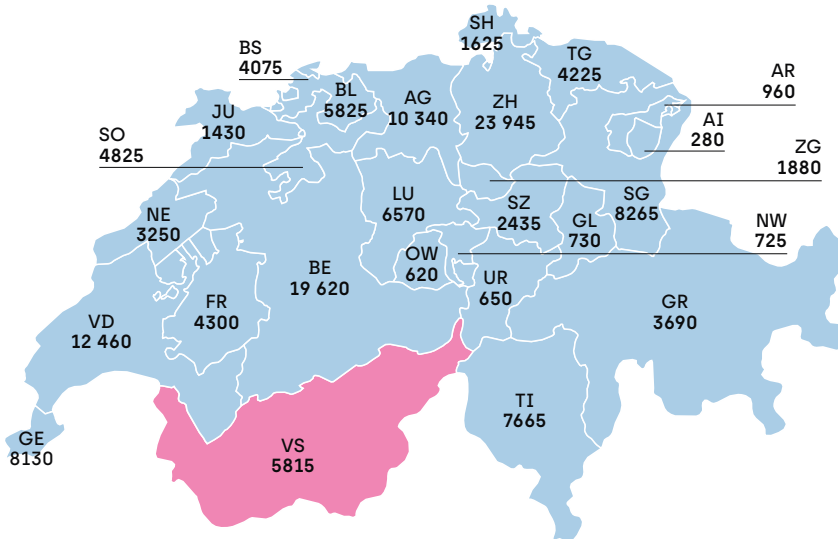 SH
1625
BS
4075
TG
4225
BL
5825
AG
10 340
ZH
23 945
AR
960
JU
1430
AI
280
SO
4825
ZG
1880
LU
6570
SZ
2435
GL
730
SG
8265
NE
3250
NW
725
OW
620
BE
19 620
UR
650
FR
4300
GR
3690
VD
12 460
TI
7665
GE
8130
VS
5815